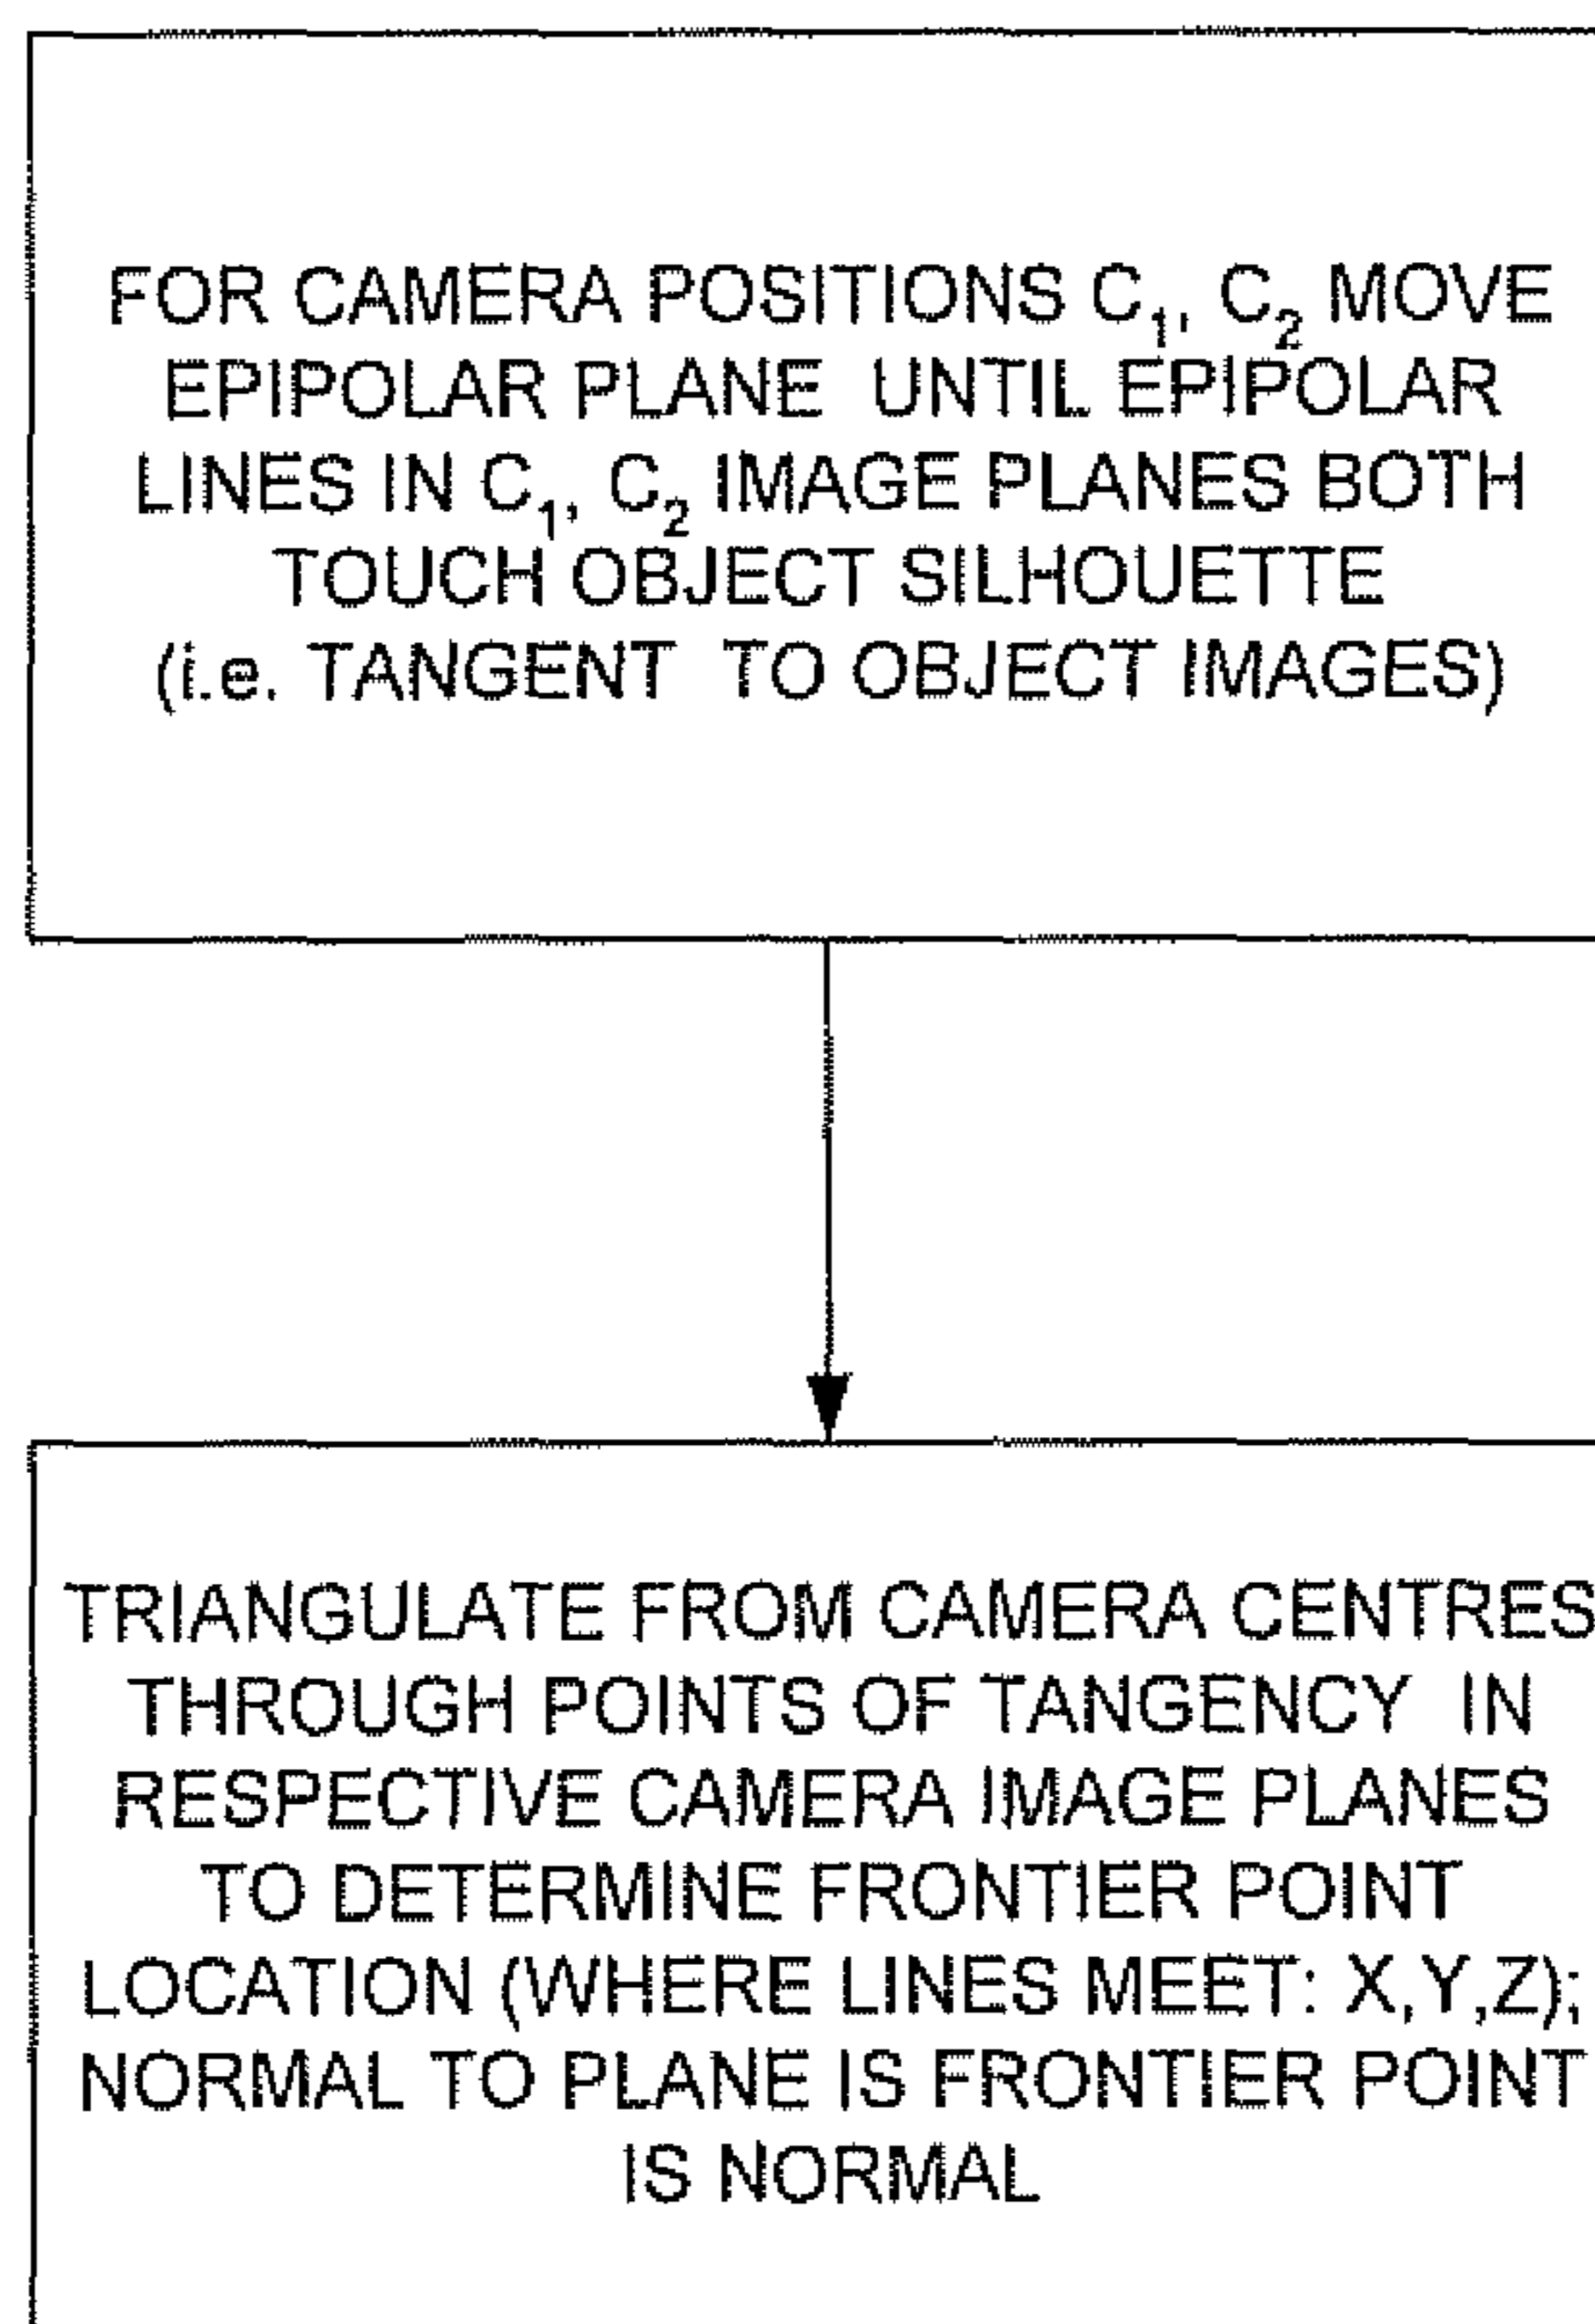 FOR CAMERA POSITIONS C₁, C₂ MOVE
EPIPOLAR PLANE UNTIL EPIPOLAR
LINES IN C₁, C₂ IMAGE PLANES BOTH
TOUCH OBJECT SILHOUETTE
(i.e. TANGENT TO OBJECT IMAGES)
TRIANGULATE FROM CAMERA CENTRES
THROUGH POINTS OF TANGENCY IN
RESPECTIVE CAMERA IMAGE PLANES
TO DETERMINE FRONTIER POINT
LOCATION (WHERE LINES MEET: X,Y,Z);
NORMAL TO PLANE IS FRONTIER POINT
IS NORMAL